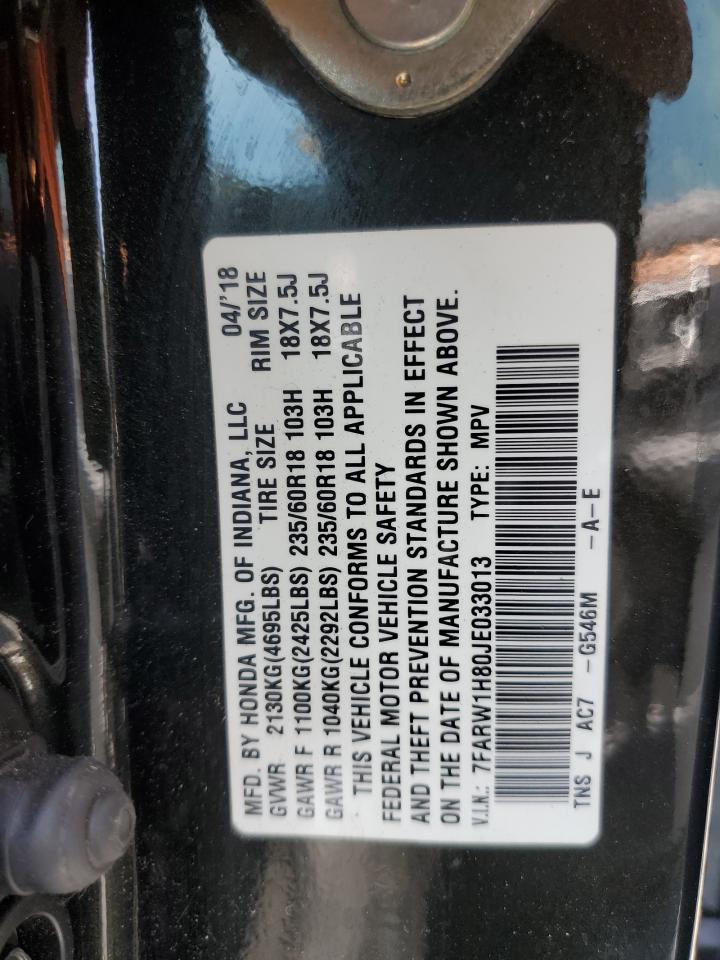 MFD. BY HONDA MFG. OF INDIANA, LLC 04/'18
GVWR 2130KG(4695LBS) TIRE SIZE RIM SIZE
GAWR F 1100KG(2425LBS) 235/60R18 103H 18X7.5J
GAWR R 1040KG(2292LBS) 235/60R18 103H 18X7.5J
THIS VEHICLE CONFORMS TO ALL APPLICABLE
FEDERAL MOTOR VEHICLE SAFETY
AND THEFT PREVENTION STANDARDS IN EFFECT
ON THE DATE OF MANUFACTURE SHOWN ABOVE.
V.I.N.: 7FARW1H80JE033013 TYPE: MPV
TNS J AC7 -G546M -A-E